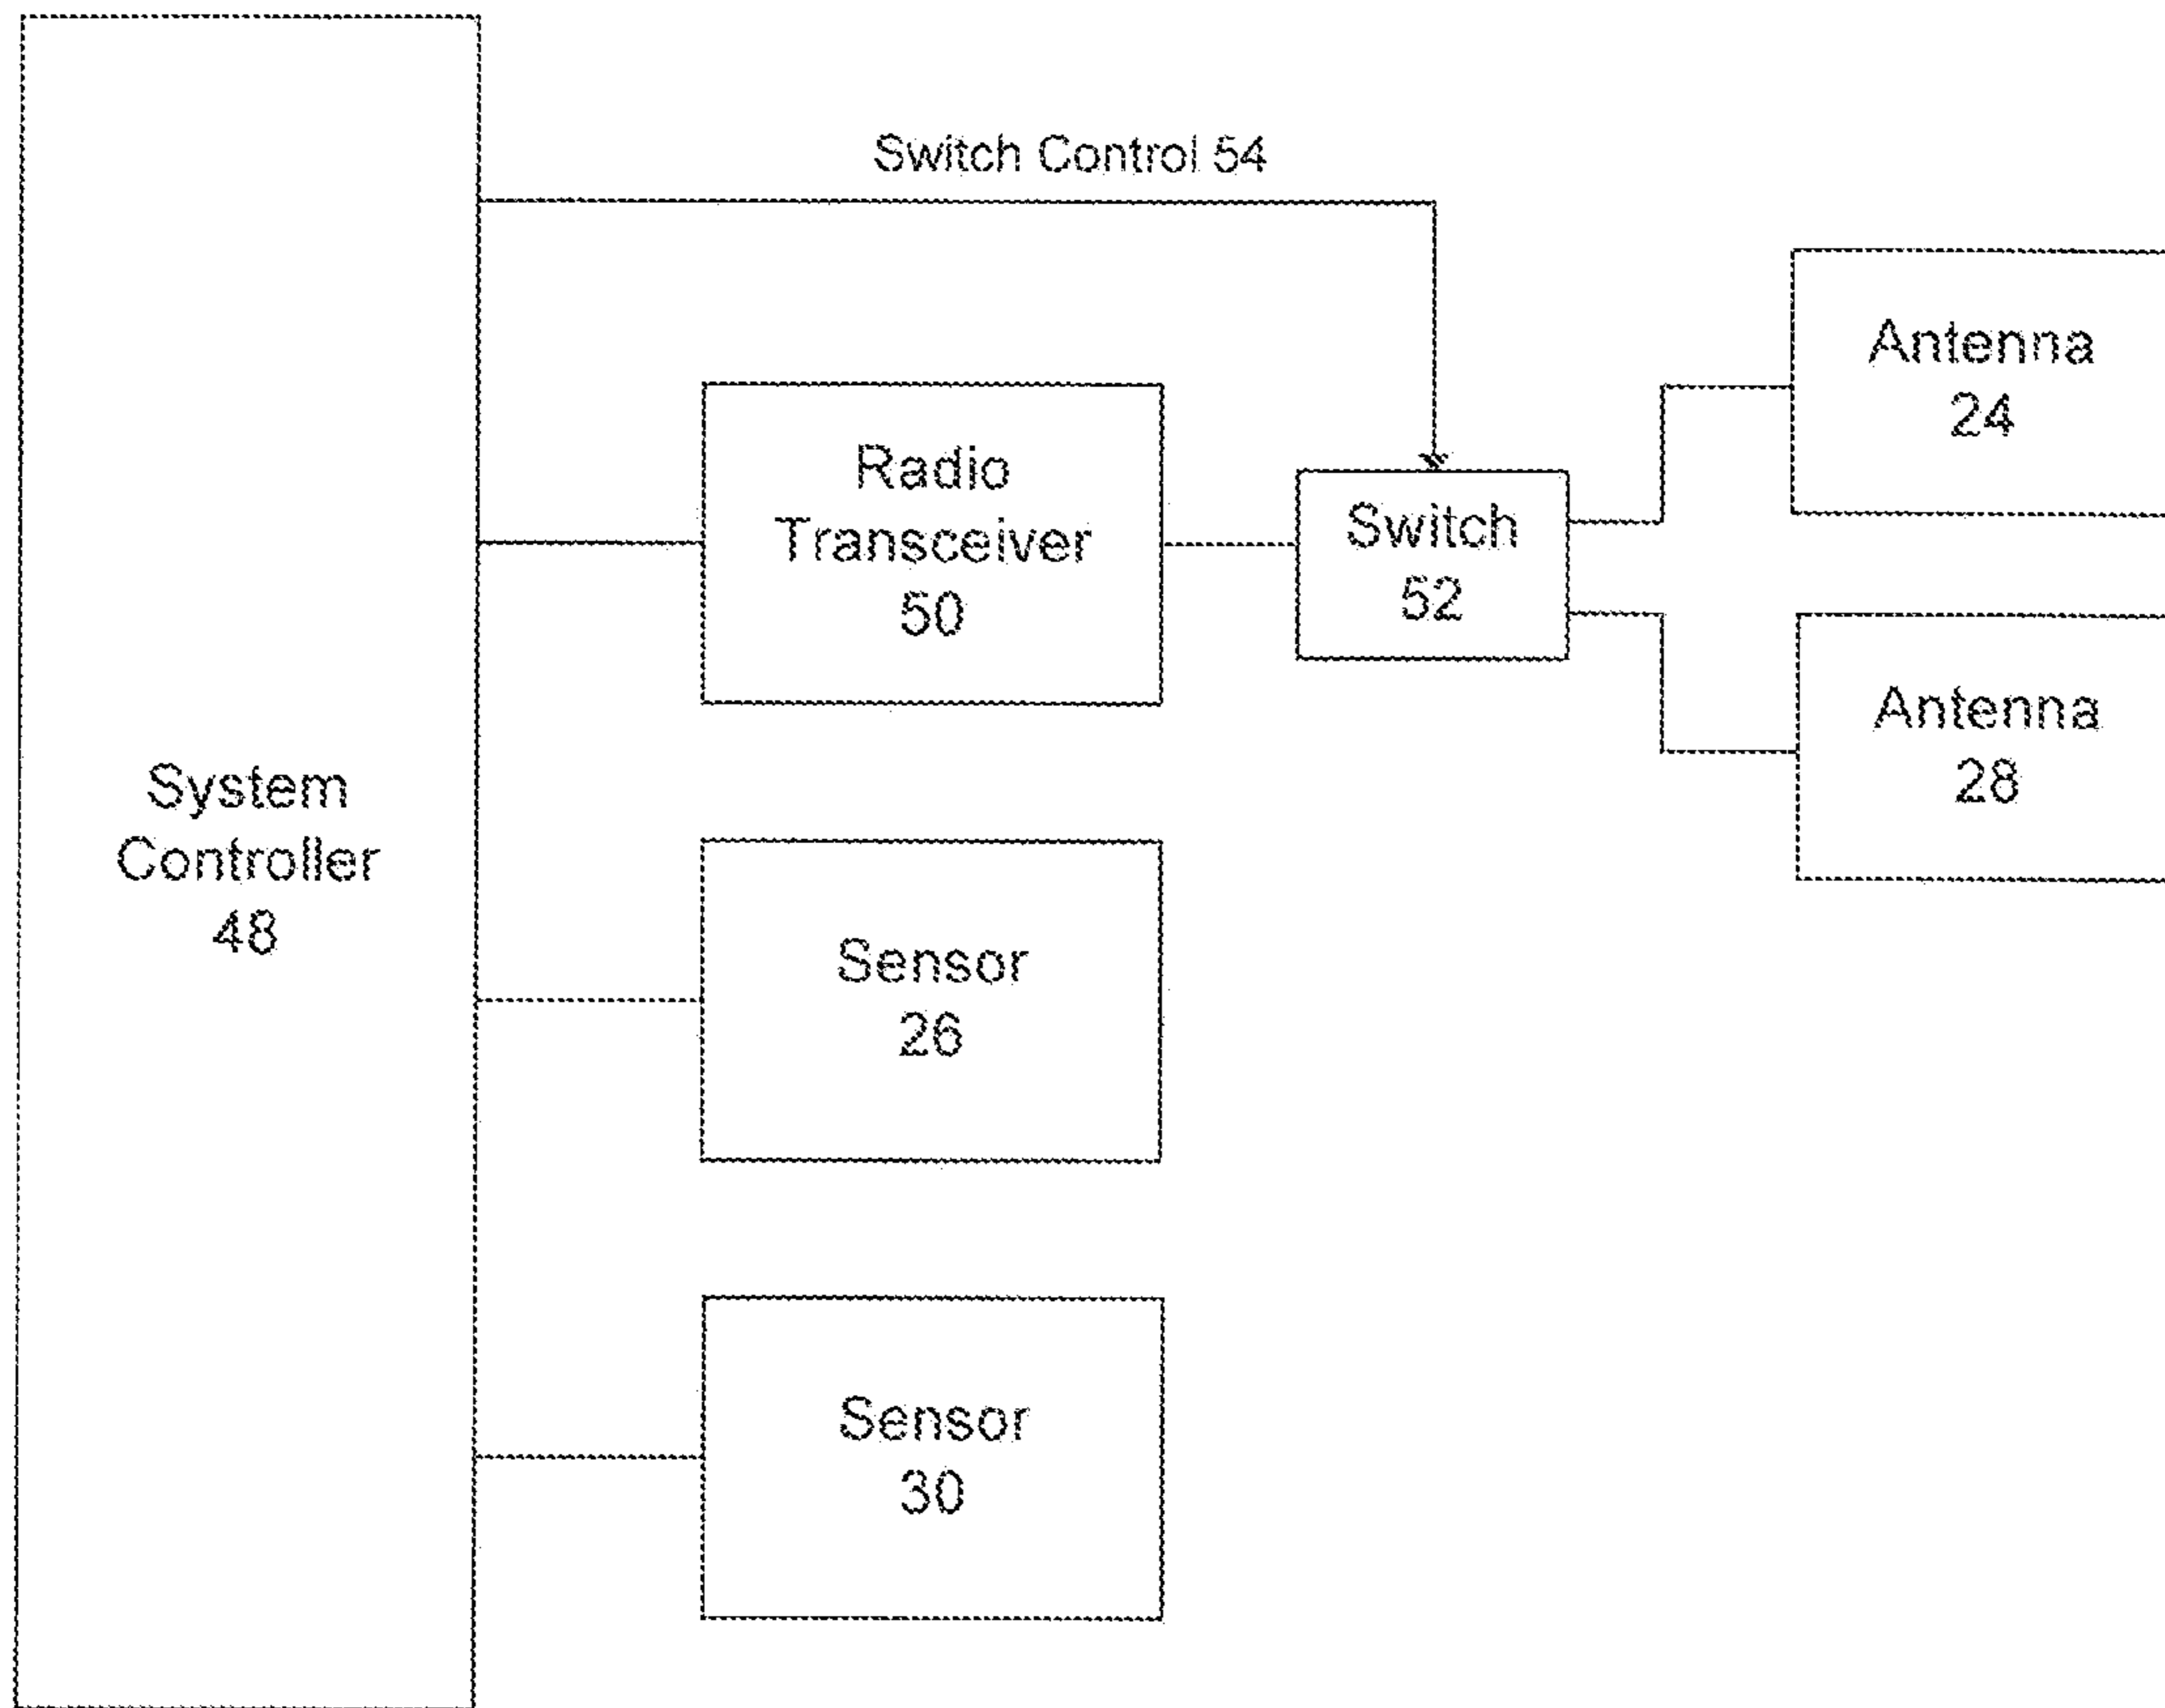 Switch Control 54
Antenna
24
Radio
Transceiver
50
Switch
52
Antenna
28
System
Controller
48
Sensor
26
Sensor
30